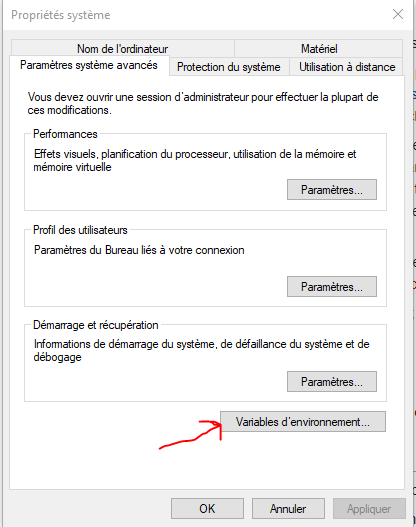 Propriétés système
Nom de l'ordinateur
Matériel
Paramètres système avancés
Protection du système
Utilisation à distance
Vous devez ouvrir une session d'administrateur pour effectuer la plupart de
ces modifications.
Performances
Effets visuels, planification du processeur, utilisation de la mémoire et
mémoire virtuelle
Paramètres...
Profil des utilisateurs
Paramètres du Bureau liés à votre connexion
Paramètres...
Démarrage et récupération
Informations de démarrage du système, de défaillance du système et de
débogage
Paramètres...
Variables d'environnement...
OK
Annuler
Appliquer